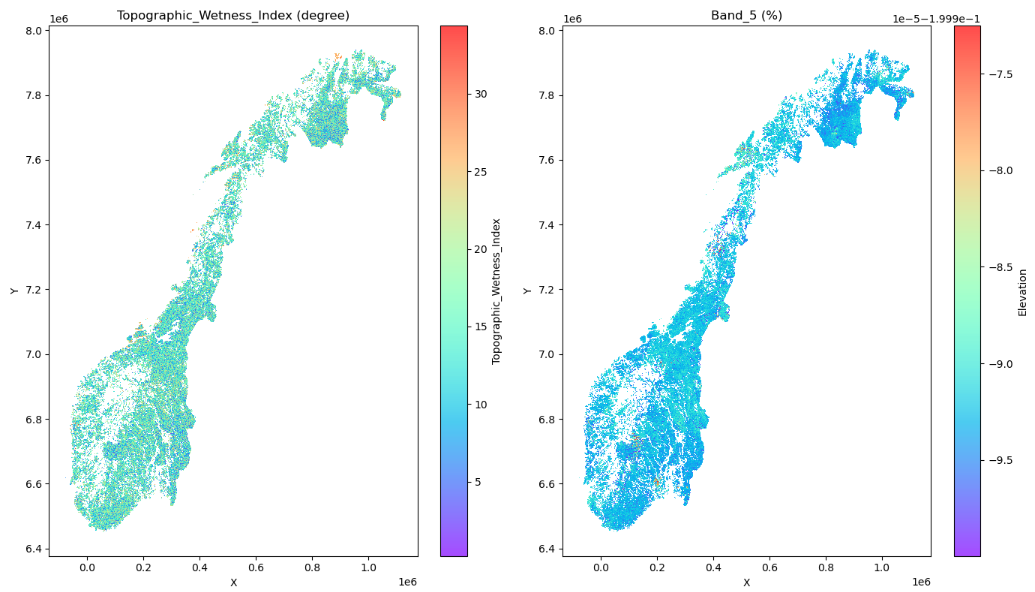 Topographic_Wetness_Index (degree)
1e6
8.0
7.8
7.6
7.4
7.2
7.0
6.8
6.6
6.4
Y
0.0 0.2 0.4 0.6 0.8 1.0
1e6
X
30
25
20
15
10
5
Topographic_Wetness_Index
Band_5 (%)
1e6
8.0
7.8
7.6
7.4
7.2
7.0
6.8
6.6
6.4
Y
0.0 0.2 0.4 0.6 0.8 1.0
1e6
X
1e−5−1.999e−1
−7.5
−8.0
−8.5
−9.0
−9.5
Elevation